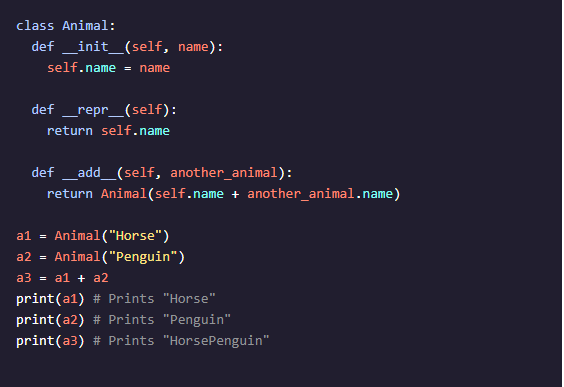 class Animal:
  def __init__(self, name):
    self.name = name

  def __repr__(self):
    return self.name

  def __add__(self, another_animal):
    return Animal(self.name + another_animal.name)

a1 = Animal("Horse")
a2 = Animal("Penguin")
a3 = a1 + a2
print(a1) # Prints "Horse"
print(a2) # Prints "Penguin"
print(a3) # Prints "HorsePenguin"